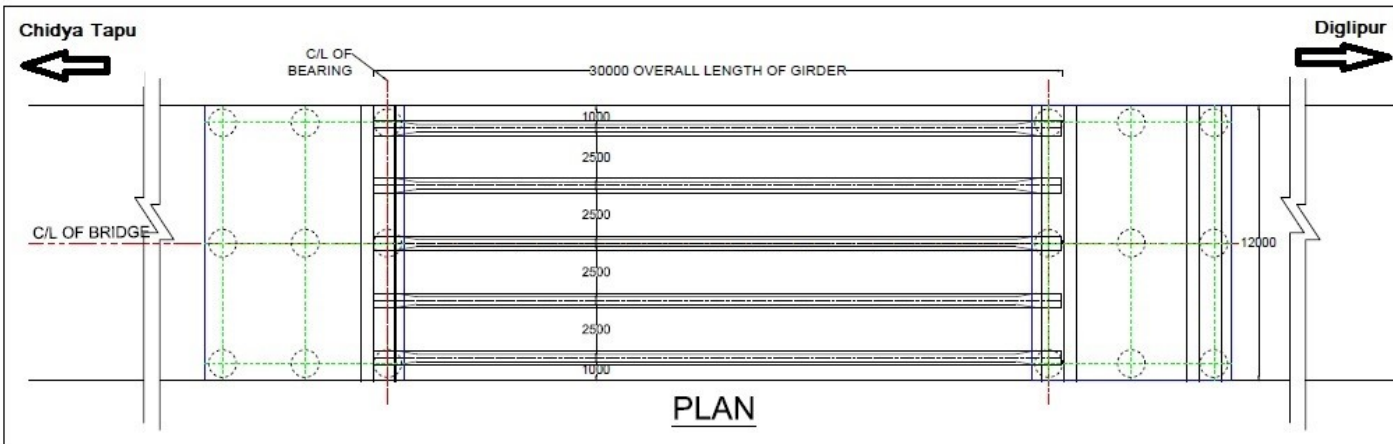 Chidya Tapu
Diglipur
C/L OF
BEARING
30000 OVERALL LENGTH OF GIRDER
1000
2500
2500
C/L OF BRIDGE
12000
2500
2500
1000
PLAN